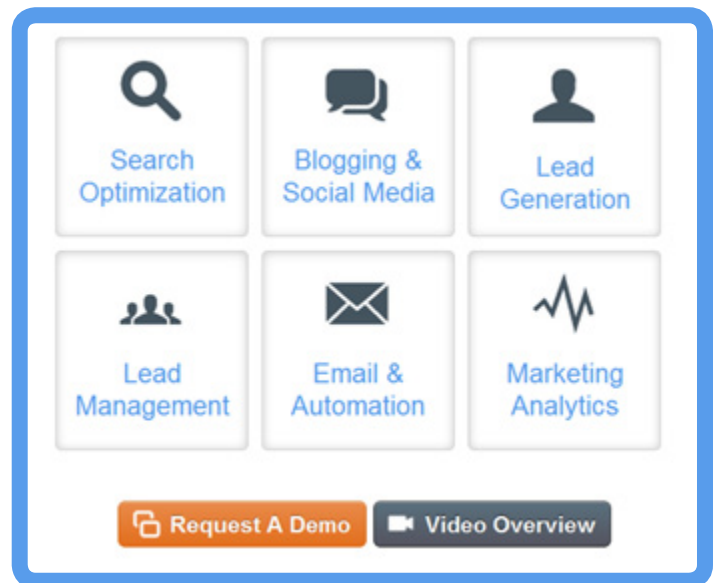 Search
Optimization
Blogging &
Social Media
Lead
Generation
Lead
Management
Email &
Automation
Marketing
Analytics
Request A Demo
Video Overview